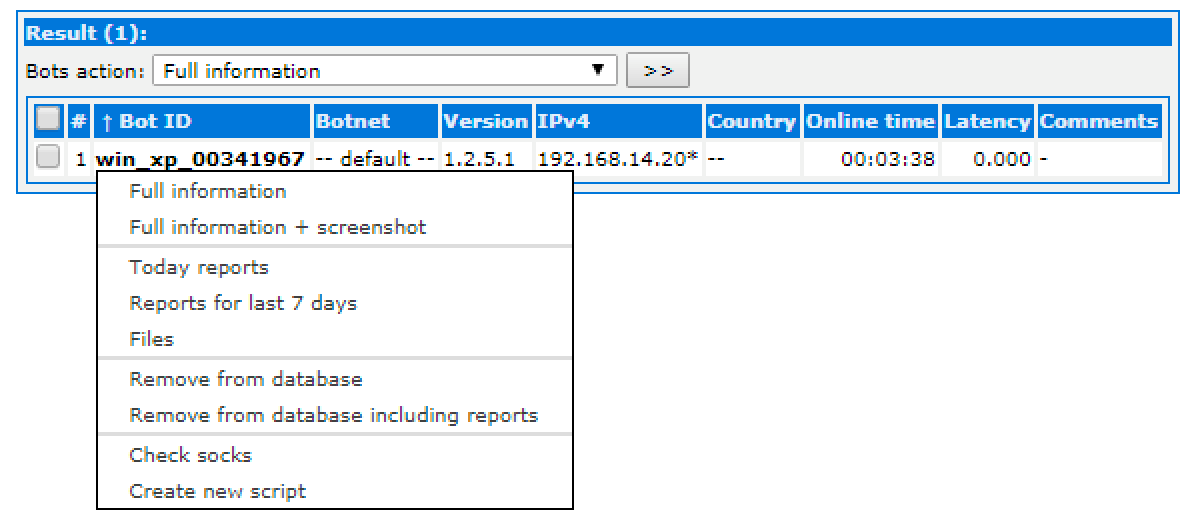 Result (1):
Bots action: Full information ▼ >>
# ↑ Bot ID Botnet Version IPv4 Country Online time Latency Comments
1 win_xp_00341967 -- default -- 1.2.5.1 192.168.14.20* -- 00:03:38 0.000 -
Full information
Full information + screenshot
Today reports
Reports for last 7 days
Files
Remove from database
Remove from database including reports
Check socks
Create new script